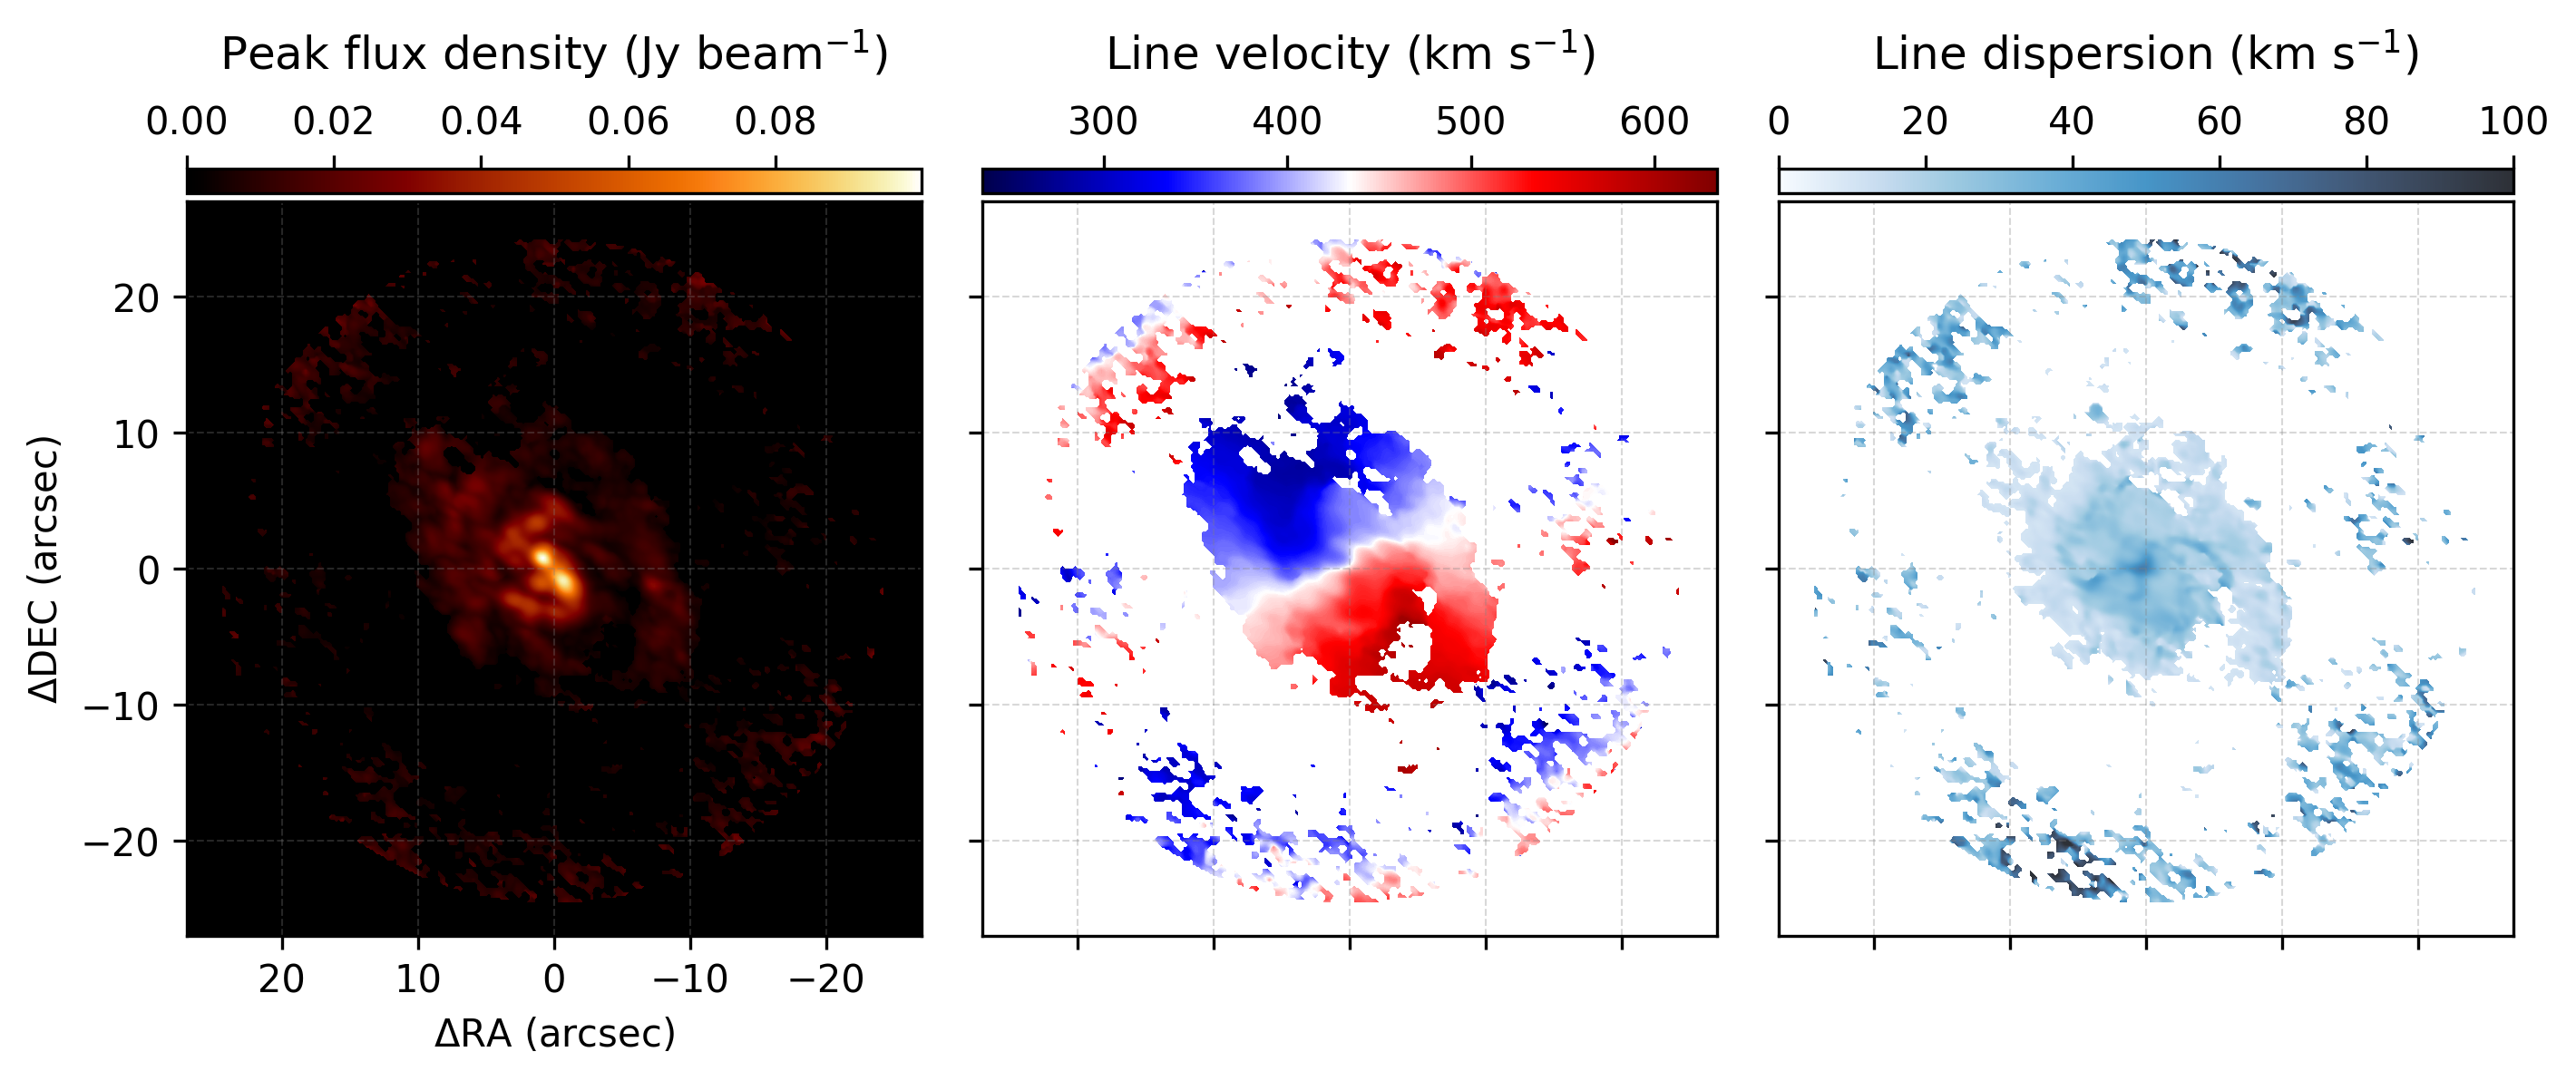 Peak flux density (Jy beam⁻¹) Line velocity (km s⁻¹) Line dispersion (km s⁻¹)
0.00 0.02 0.04 0.06 0.08 300 400 500 600 0 20 40 60 80 100
20
10
0
−10
−20
ΔDEC (arcsec)
20 10 0 −10 −20
ΔRA (arcsec)